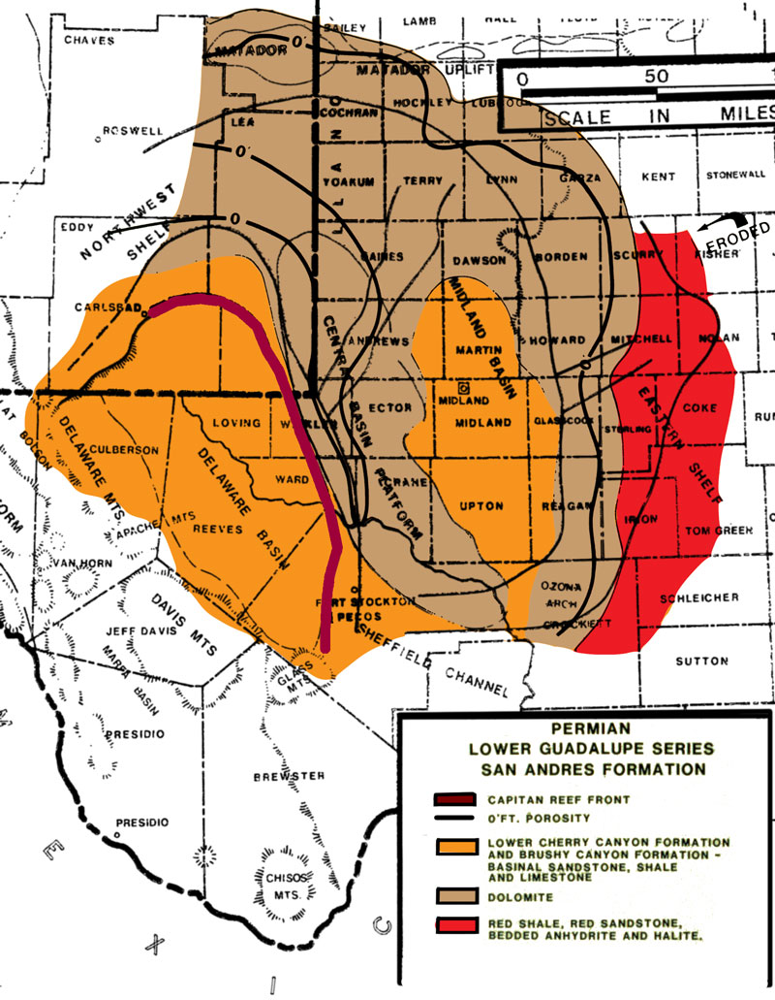 BAILEY
LAMB
HALL
FLOYD
CHAVES
MATADOR
0'
MATADOR UPLIFT
0
50
SCALE IN MILES
HOCKLEY
LUBBOCK
COCHRAN
LEA
ROSWELL
LLANO
0'
YOAKUM
TERRY
LYNN
GARZA
KENT
STONEWALL
NORTHWEST
SHELF
EDDY
0'
ERODED
GAINES
DAWSON
BORDEN
SCURRY
FISHER
CARLSBAD
MIDLAND BASIN
CENTRAL BASIN PLATFORM
ANDREWS
MARTIN
HOWARD
MITCHELL
NOLAN
0
MIDLAND
ECTOR
MIDLAND
GLASSCOCK
STERLING
COKE
EASTERN SHELF
LOVING
WINKLER
CULBERSON
DELAWARE MTS.
DELAWARE BASIN
BOLSON
WARD
CRANE
UPTON
REAGAN
IRION
TOM GREEN
APACHE MTS
REEVES
VAN HORN
FORT STOCKTON
PECOS
OZONA
ARCH
CROCKETT
SCHLEICHER
SUTTON
JEFF DAVIS
DAVIS MTS
MARFA BASIN
SHEFFIELD CHANNEL
GLASS
MTS.
PRESIDIO
BREWSTER
PRESIDIO
CHISOS
MTS.
E
X
I
C
PERMIAN
LOWER GUADALUPE SERIES
SAN ANDRES FORMATION
CAPITAN REEF FRONT
0'FT. POROSITY
LOWER CHERRY CANYON FORMATION
AND BRUSHY CANYON FORMATION -
BASINAL SANDSTONE, SHALE
AND LIMESTONE
DOLOMITE
RED SHALE, RED SANDSTONE,
BEDDED ANHYDRITE AND HALITE.